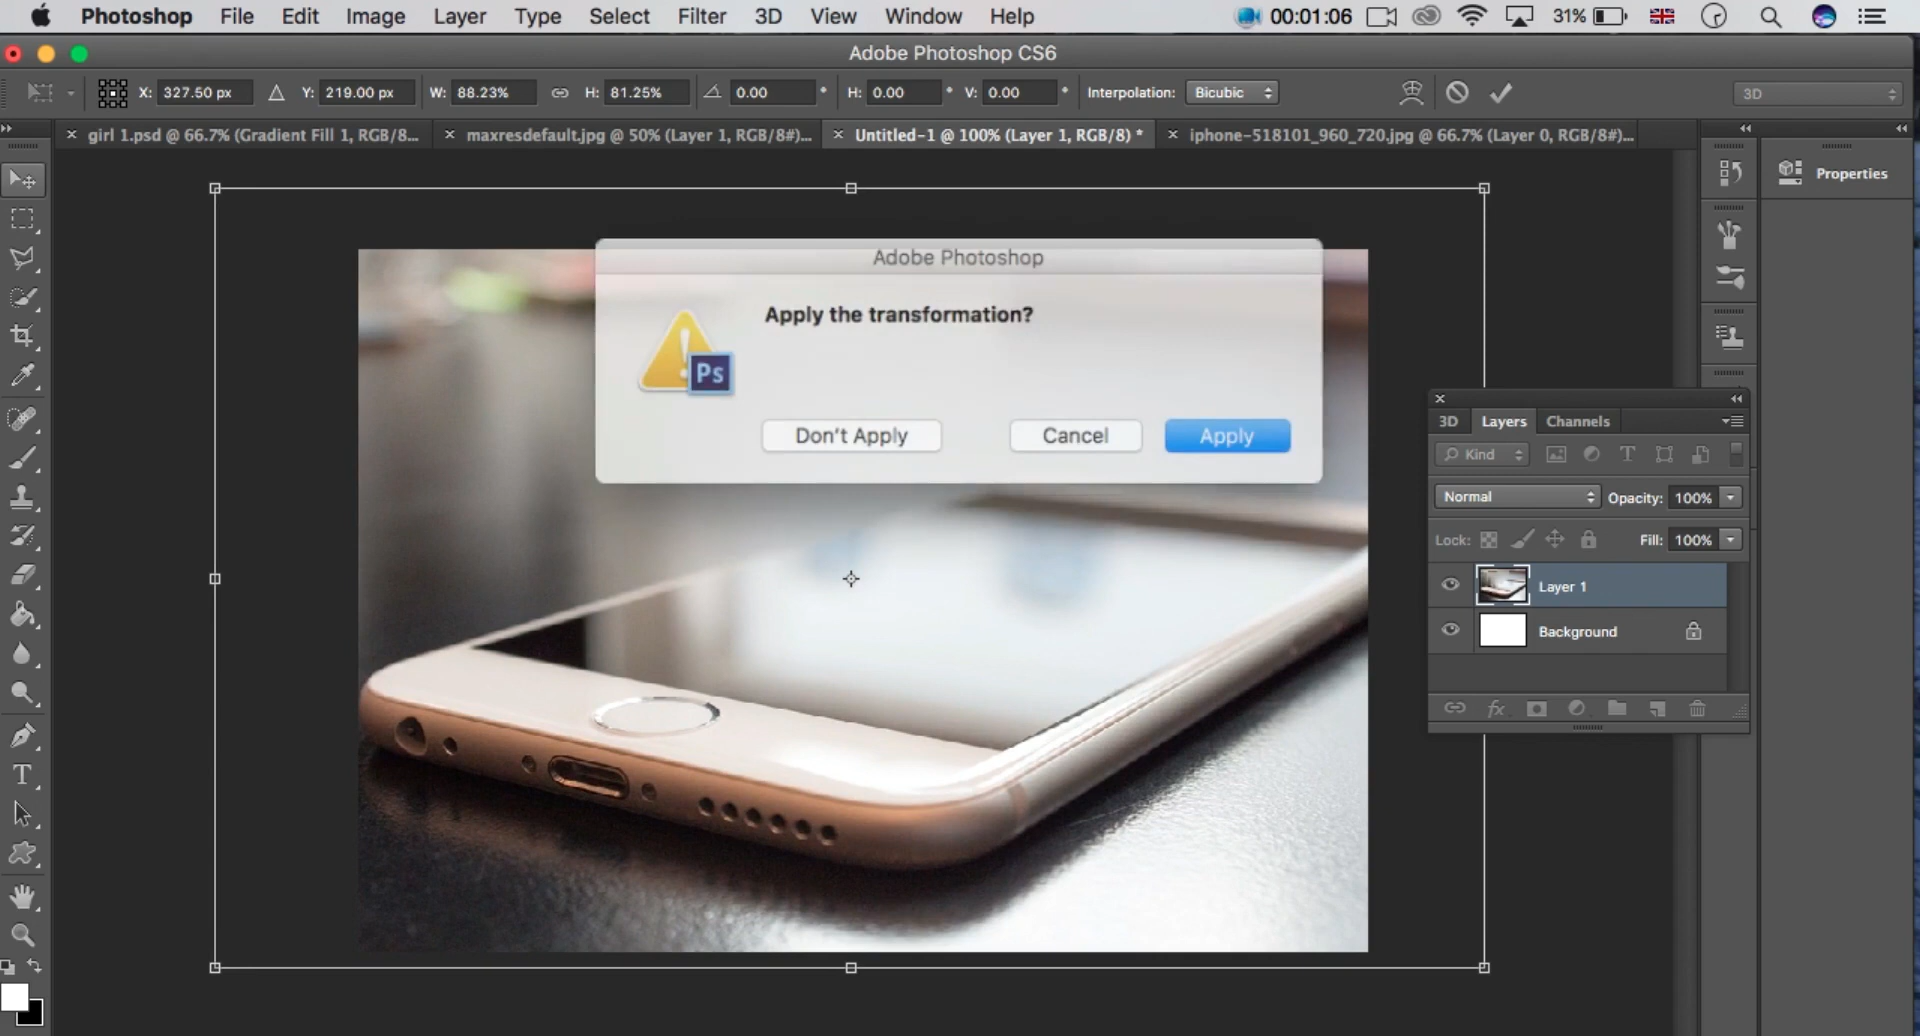 Photoshop File Edit Image Layer Type Select Filter 3D View Window Help 00:01:06 31%
Adobe Photoshop CS6
X: 327.50 px Y: 219.00 px W: 88.23% H: 81.25% 0.00 ° H: 0.00 ° V: 0.00 ° Interpolation: Bicubic 3D
girl 1.psd @ 66.7% (Gradient Fill 1, RGB/8... maxresdefault.jpg @ 50% (Layer 1, RGB/8#)... Untitled-1 @ 100% (Layer 1, RGB/8) * iphone-518101_960_720.jpg @ 66.7% (Layer 0, RGB/8#)...
Properties
Adobe Photoshop
Apply the transformation?
Ps
Don't Apply Cancel Apply
3D Layers Channels
Kind
Normal Opacity: 100%
Lock: Fill: 100%
Layer 1
Background
fx